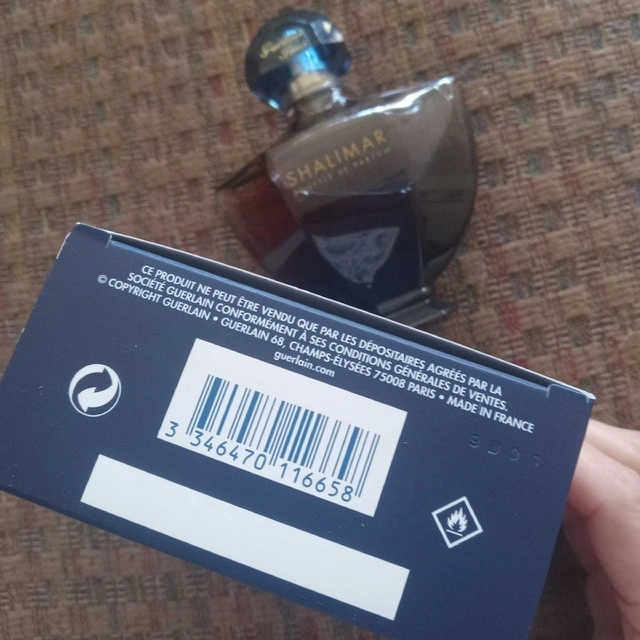 Guerlain
SHALIMAR
CE PRODUIT NE PEUT ÊTRE VENDU QUE PAR LES DÉPOSITAIRES AGRÉÉS PAR LA
SOCIÉTÉ GUERLAIN CONFORMÉMENT À SES CONDITIONS GÉNÉRALES DE VENTES.
© COPYRIGHT GUERLAIN • GUERLAIN 68, CHAMPS-ELYSÉES 75008 PARIS • MADE IN FRANCE
guerlain.com
3 346470 116658